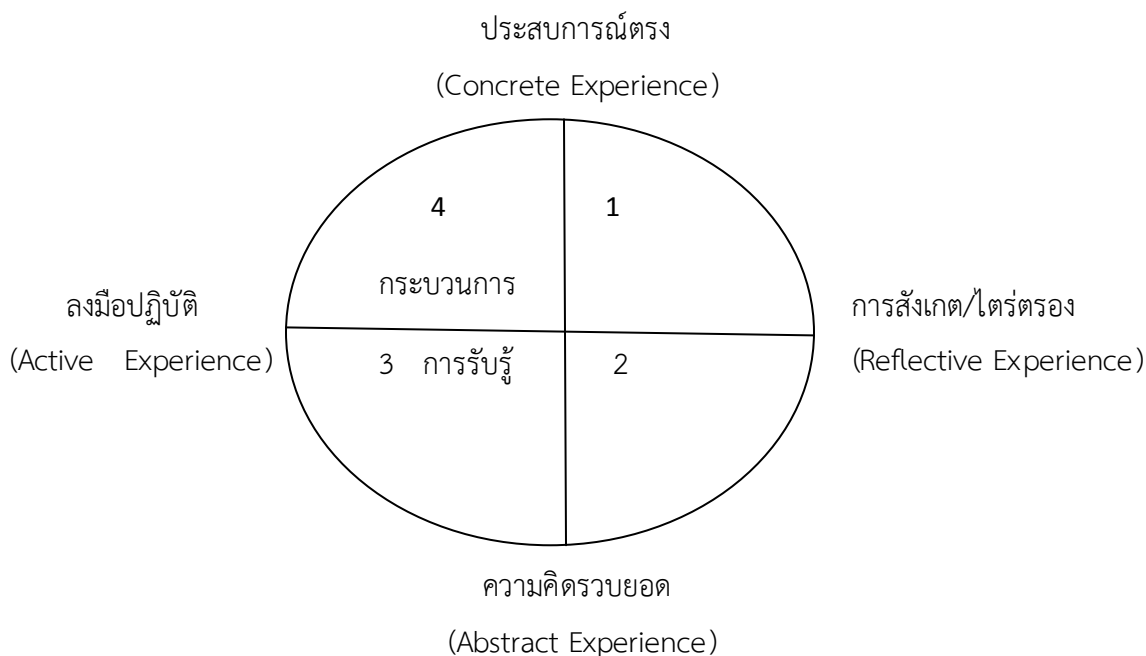 ประสบการณ์ตรง
(Concrete Experience)
4 1
กระบวนการ
ลงมือปฏิบัติ การสังเกต/ไตร่ตรอง
(Active Experience) 3 การรับรู้ 2 (Reflective Experience)
ความคิดรวบยอด
(Abstract Experience)